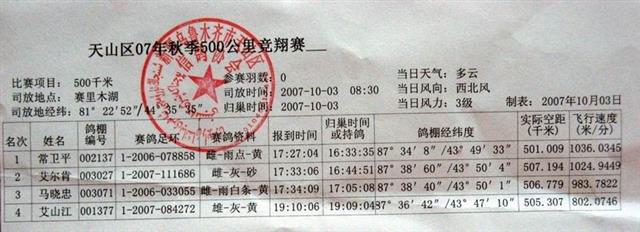 天山区07年秋季500公里竞翔赛
比赛项目: 500千米 参赛羽数: 0 当日天气: 多云
司放地点: 赛里木湖 司放时间: 2007-10-03 08:30 当日风向: 西北风
司放地经纬: 81° 22′52″/44° 35′35″ 归巢时间: 2007-10-03 当日风力: 3级 制表: 2007年10月03日
名次 姓名 鸽棚编号 赛鸽足环 赛鸽资料 报到时间 归巢时间或持鸽 鸽棚经纬度 实际空距(千米) 飞行速度(米/分)
1 常卫平 002137 1-2006-078858 雌-雨点-黄 17:27:04 16:33:35 87° 34′ 8″ /43° 49′ 33″ 501.009 1036.0345
2 艾尔肯 003027 1-2007-111686 雌-灰-砂 17:33:06 16:44:51 87° 38′ 60″ /43° 50′ 4″ 507.194 1024.9449
3 马晓忠 003071 1-2006-033055 雌-雨白条-黄 17:34:09 17:05:08 87° 38′ 40″ /43° 50′ 1″ 506.779 983.7822
4 艾山江 001377 1-2007-084272 雄-灰-黄 19:10:06 19:09:04 87° 36′ 42″ /43° 47′ 10″ 505.307 802.0746